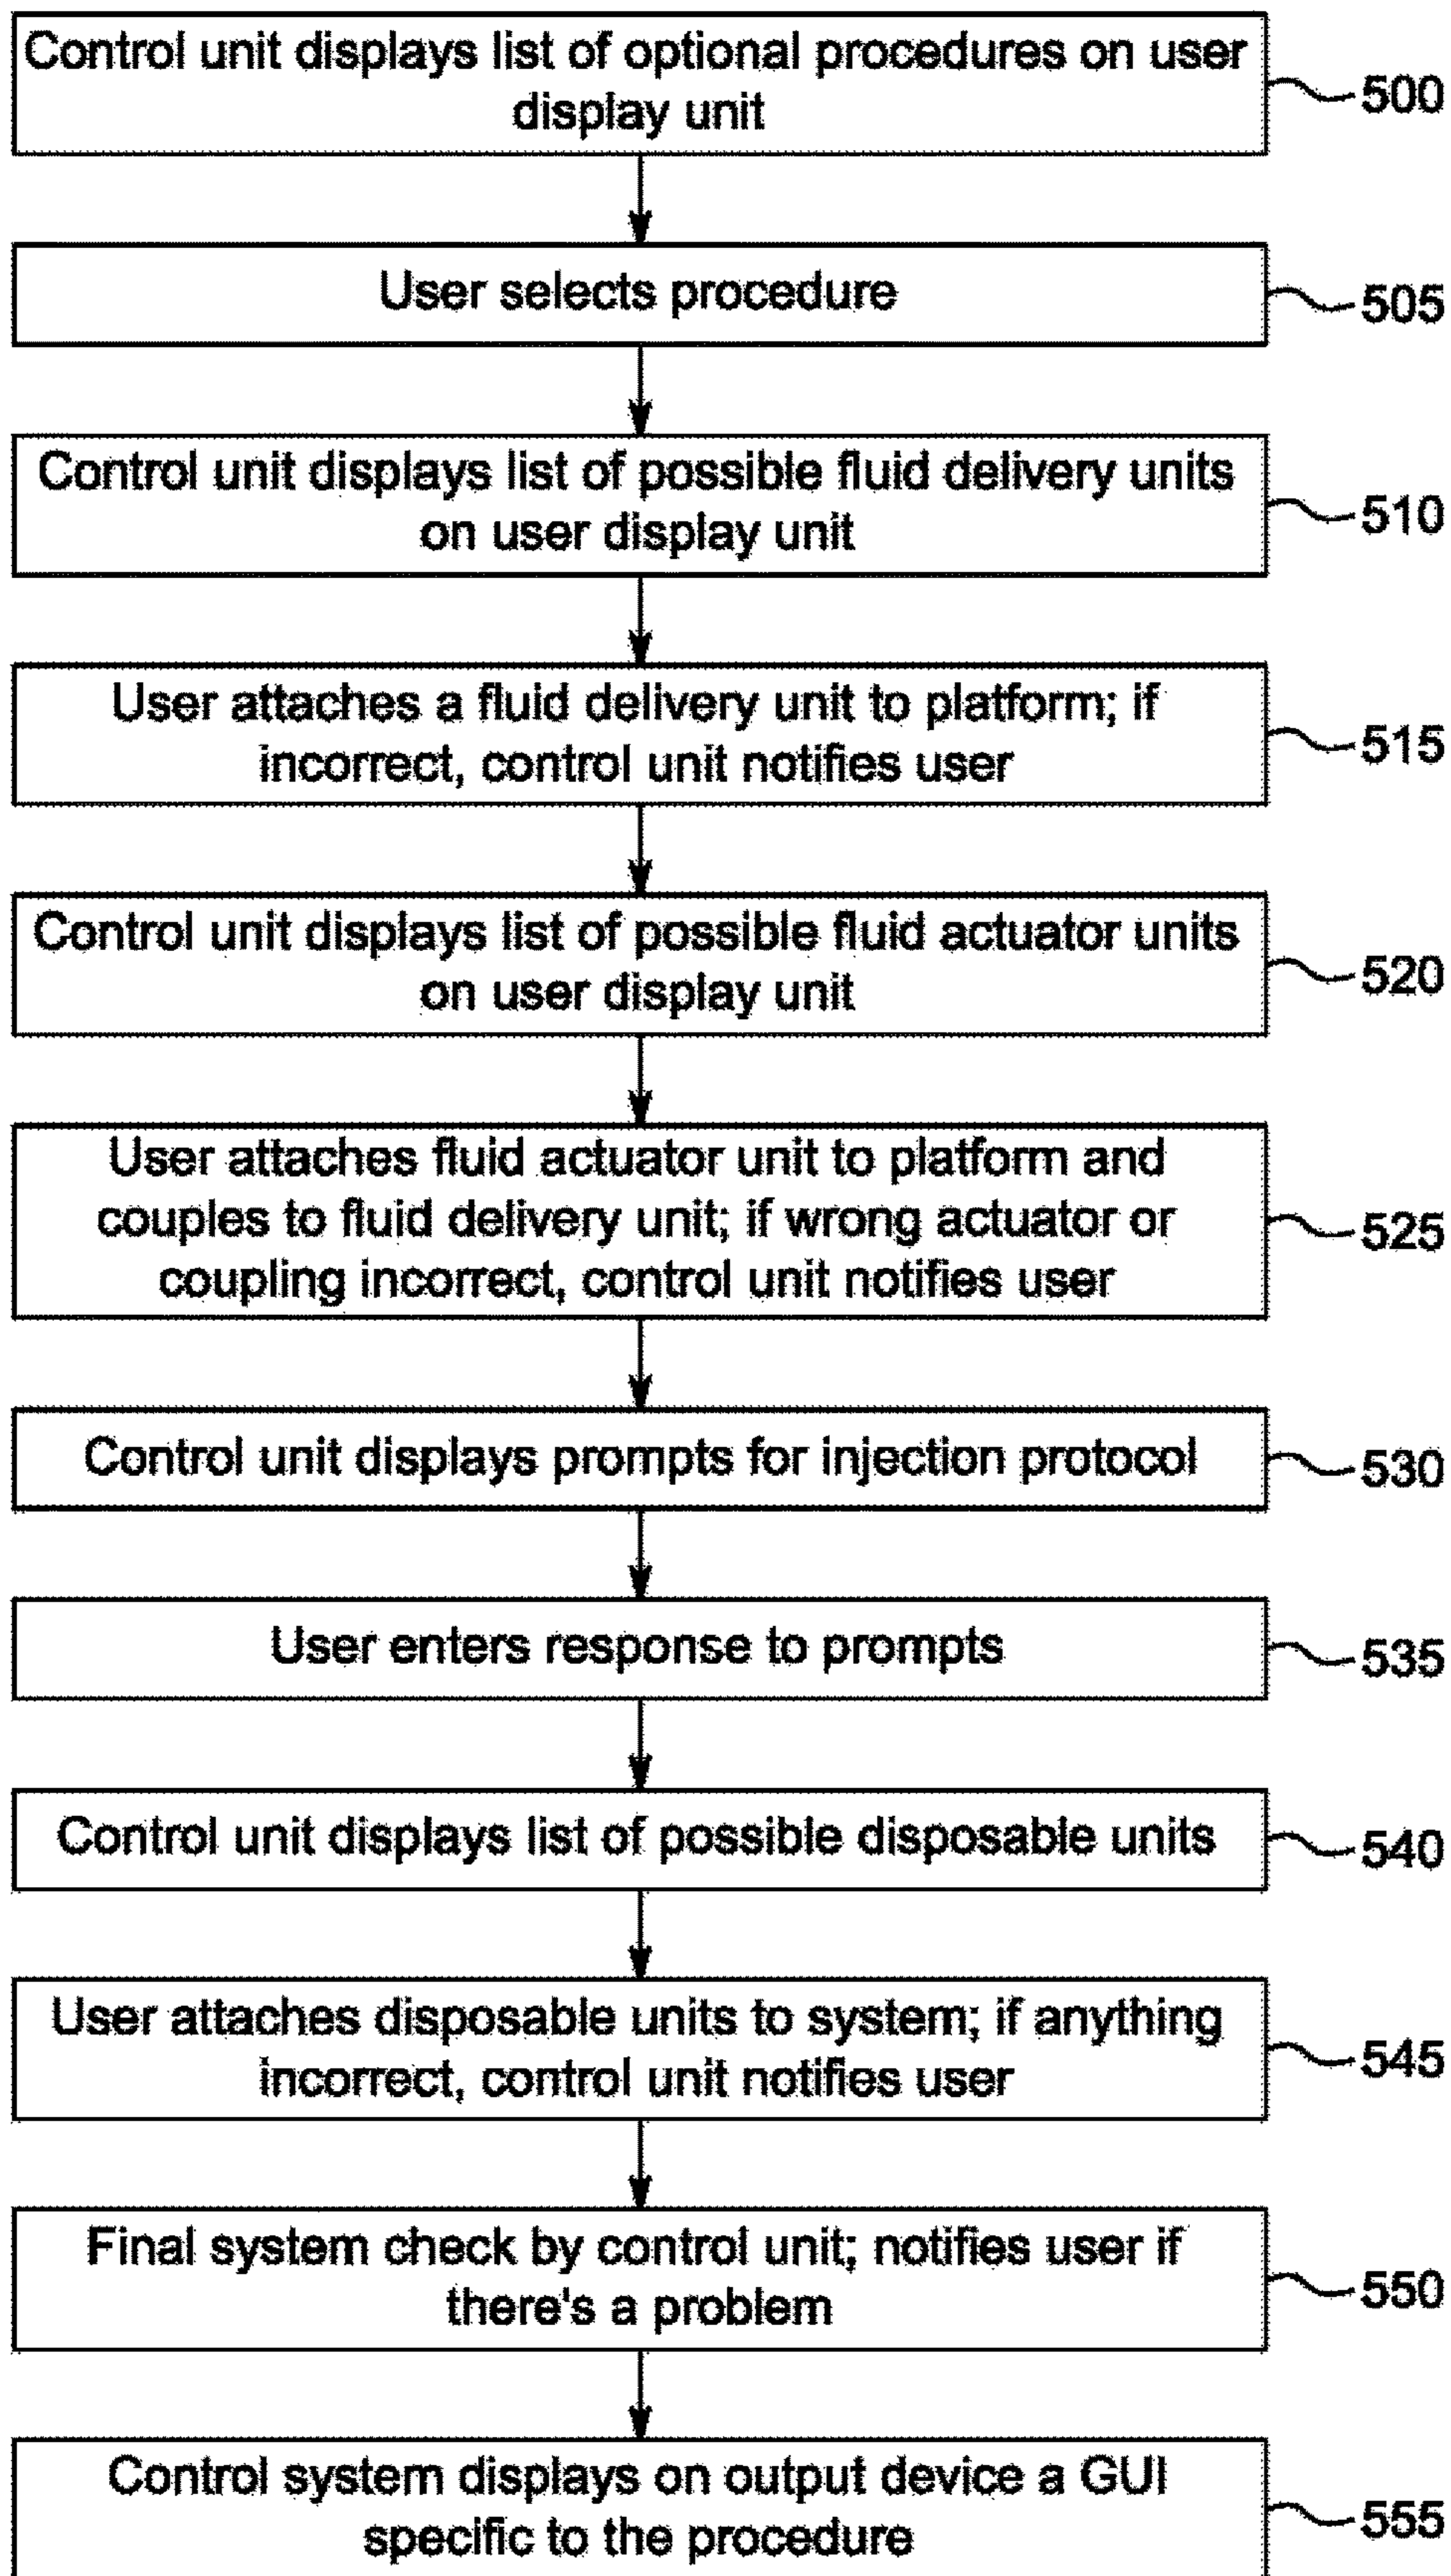 Control unit displays list of optional procedures on user
display unit
500
User selects procedure
505
Control unit displays list of possible fluid delivery units
on user display unit
510
User attaches a fluid delivery unit to platform; if
incorrect, control unit notifies user
515
Control unit displays list of possible fluid actuator units
on user display unit
520
User attaches fluid actuator unit to platform and
couples to fluid delivery unit; if wrong actuator or
coupling incorrect, control unit notifies user
525
Control unit displays prompts for injection protocol
530
User enters response to prompts
535
Control unit displays list of possible disposable units
540
User attaches disposable units to system; if anything
incorrect, control unit notifies user
545
Final system check by control unit; notifies user if
there's a problem
550
Control system displays on output device a GUI
specific to the procedure
555